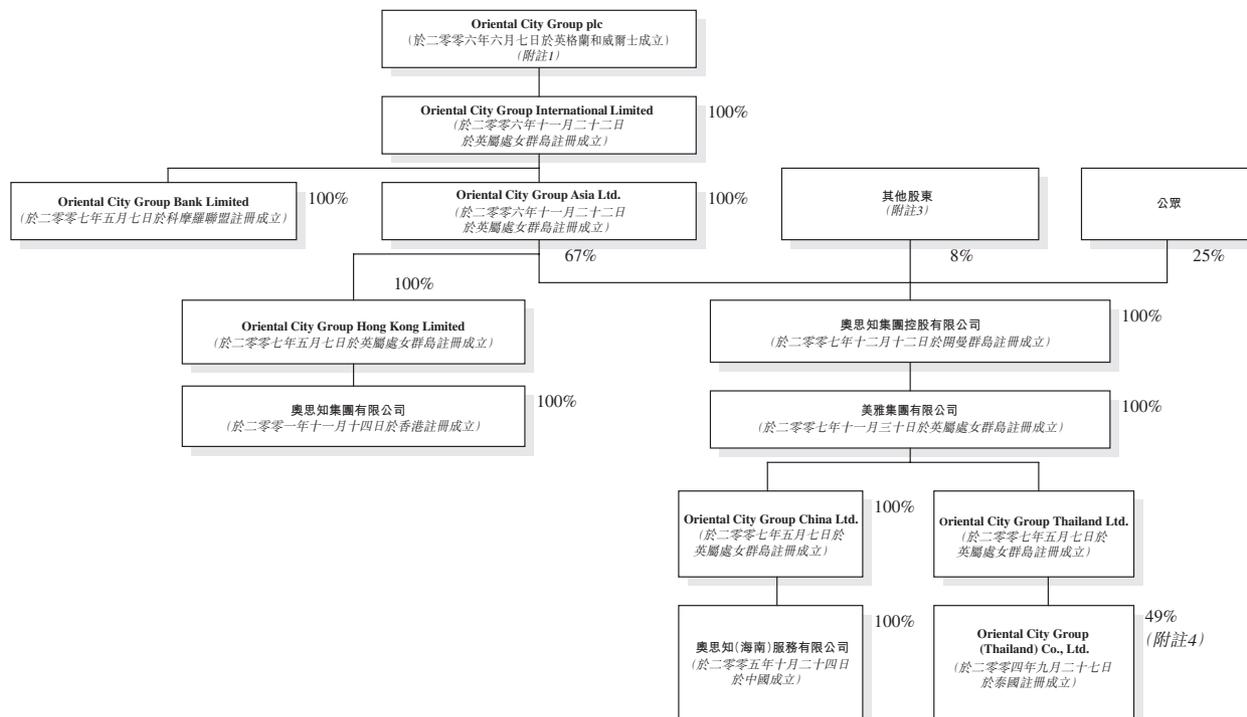 Oriental City Group plc
(於二零零六年六月七日於英格蘭和威爾士成立)
(附註1)
Oriental City Group International Limited
(於二零零六年十一月二十二日
於英屬處女群島註冊成立)
100%
Oriental City Group Bank Limited
(於二零零七年五月七日於科摩羅聯盟註冊成立)
100%
Oriental City Group Asia Ltd.
(於二零零六年十一月二十二日
於英屬處女群島註冊成立)
100%
其他股東
(附註3)
公眾
67%
8%
25%
100%
Oriental City Group Hong Kong Limited
(於二零零七年五月七日於英屬處女群島註冊成立)
奧思知集團控股有限公司
(於二零零七年十二月十二日於開曼群島註冊成立)
100%
奧思知集團有限公司
(於二零零一年十一月十四日於香港註冊成立)
100%
美雅集團有限公司
(於二零零七年十一月三十日於英屬處女群島註冊成立)
100%
Oriental City Group China Ltd.
(於二零零七年五月七日於
英屬處女群島註冊成立)
100%
Oriental City Group Thailand Ltd.
(於二零零七年五月七日於
英屬處女群島註冊成立)
奧思知(海南)服務有限公司
(於二零零五年十月二十四日
於中國成立)
100%
Oriental City Group
(Thailand) Co., Ltd.
(於二零零四年九月二十七日
於泰國註冊成立)
49%
(附註4)